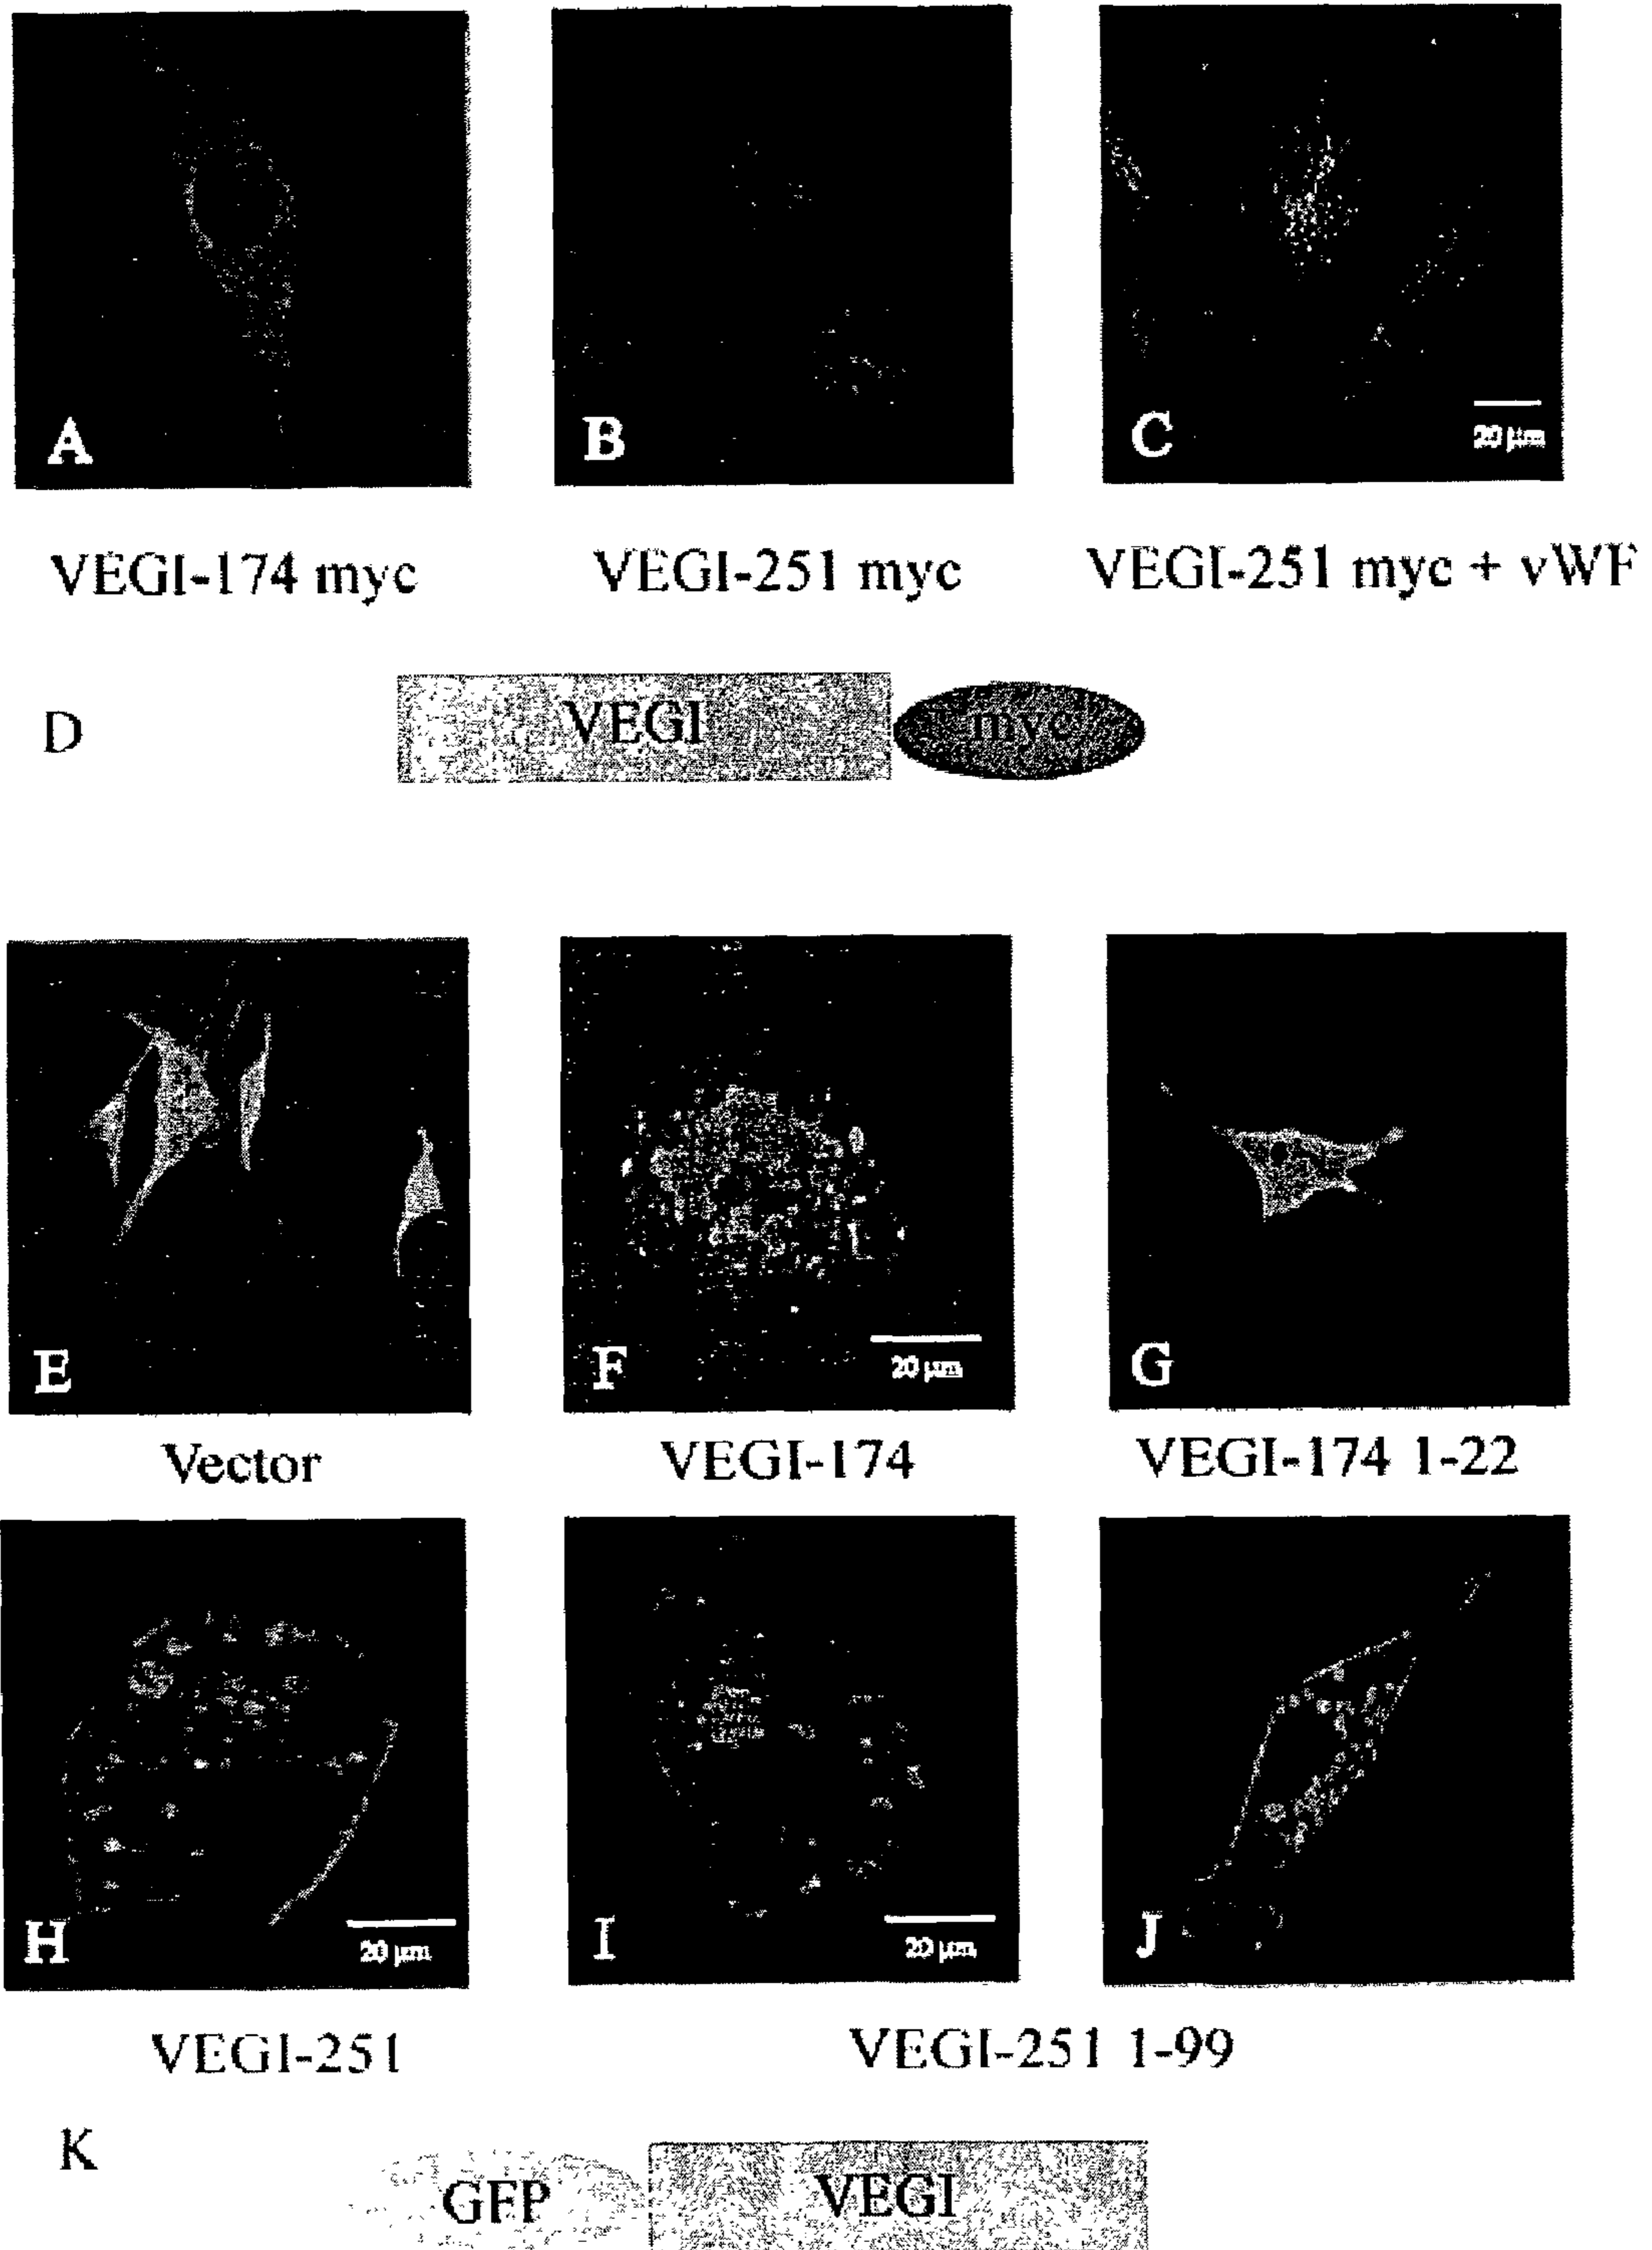 A B C
20 µm
VEGI-174 myc VEGI-251 myc VEGI-251 myc + vWF
D VEGI myc
E F G
20 µm
Vector VEGI-174 VEGI-174 1-22
H I J
20 µm 20 µm
VEGI-251 VEGI-251 1-99
K
GFP VEGI